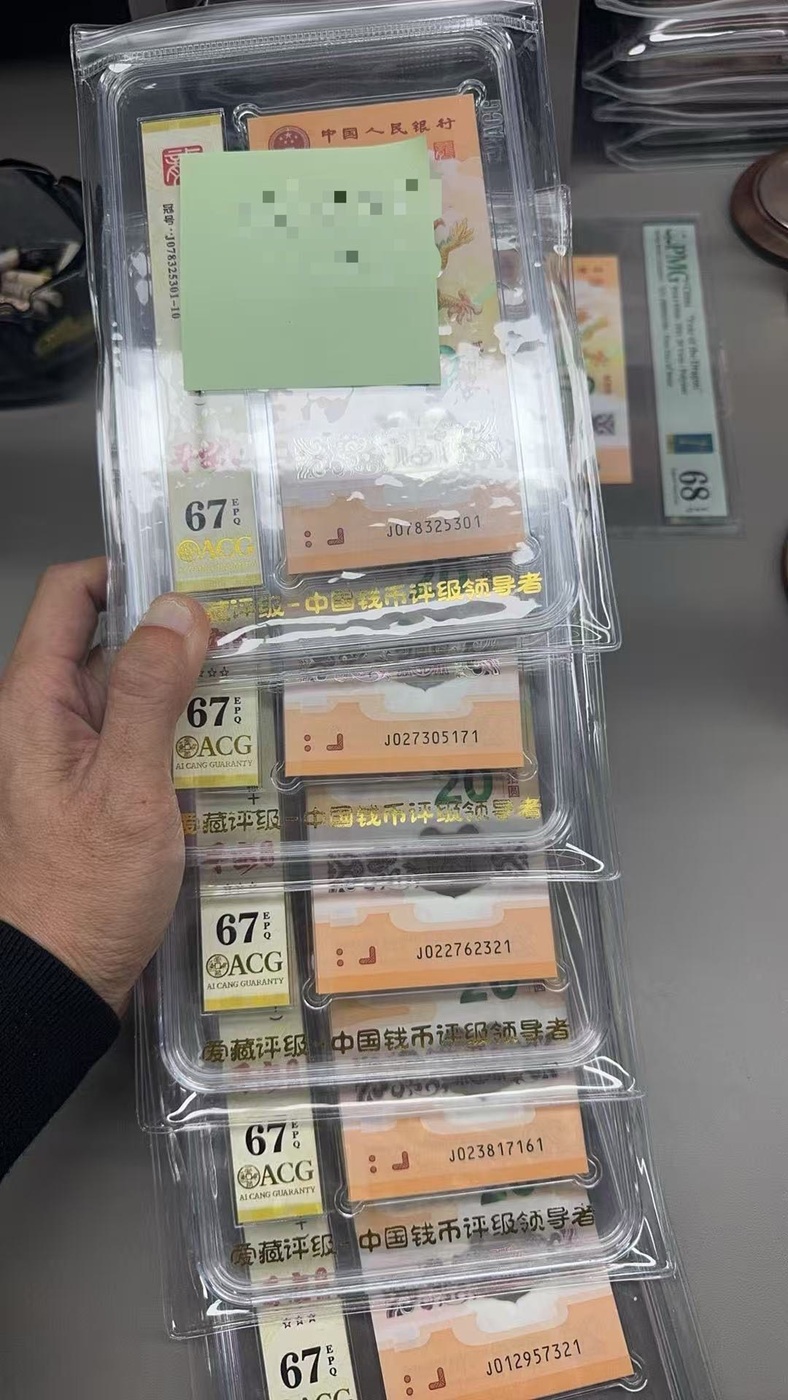 中国人民银行
冠号:J078325301-10
67
EPQ
ACG
J078325301
藏评级-中国钱币评级领导者
67
EPQ
ACG
AI CANG GUARANTY
J027305171
20
爱藏评级 中国钱币评级领导者
67
EPQ
ACG
AI CANG GUARANTY
J022762321
20
爱藏评级 中国钱币评级领导者
67
EPQ
ACG
AI CANG GUARANTY
J023817161
20
爱藏评级 中国钱币评级领导者
67
EPQ
J012957321
PMG
68